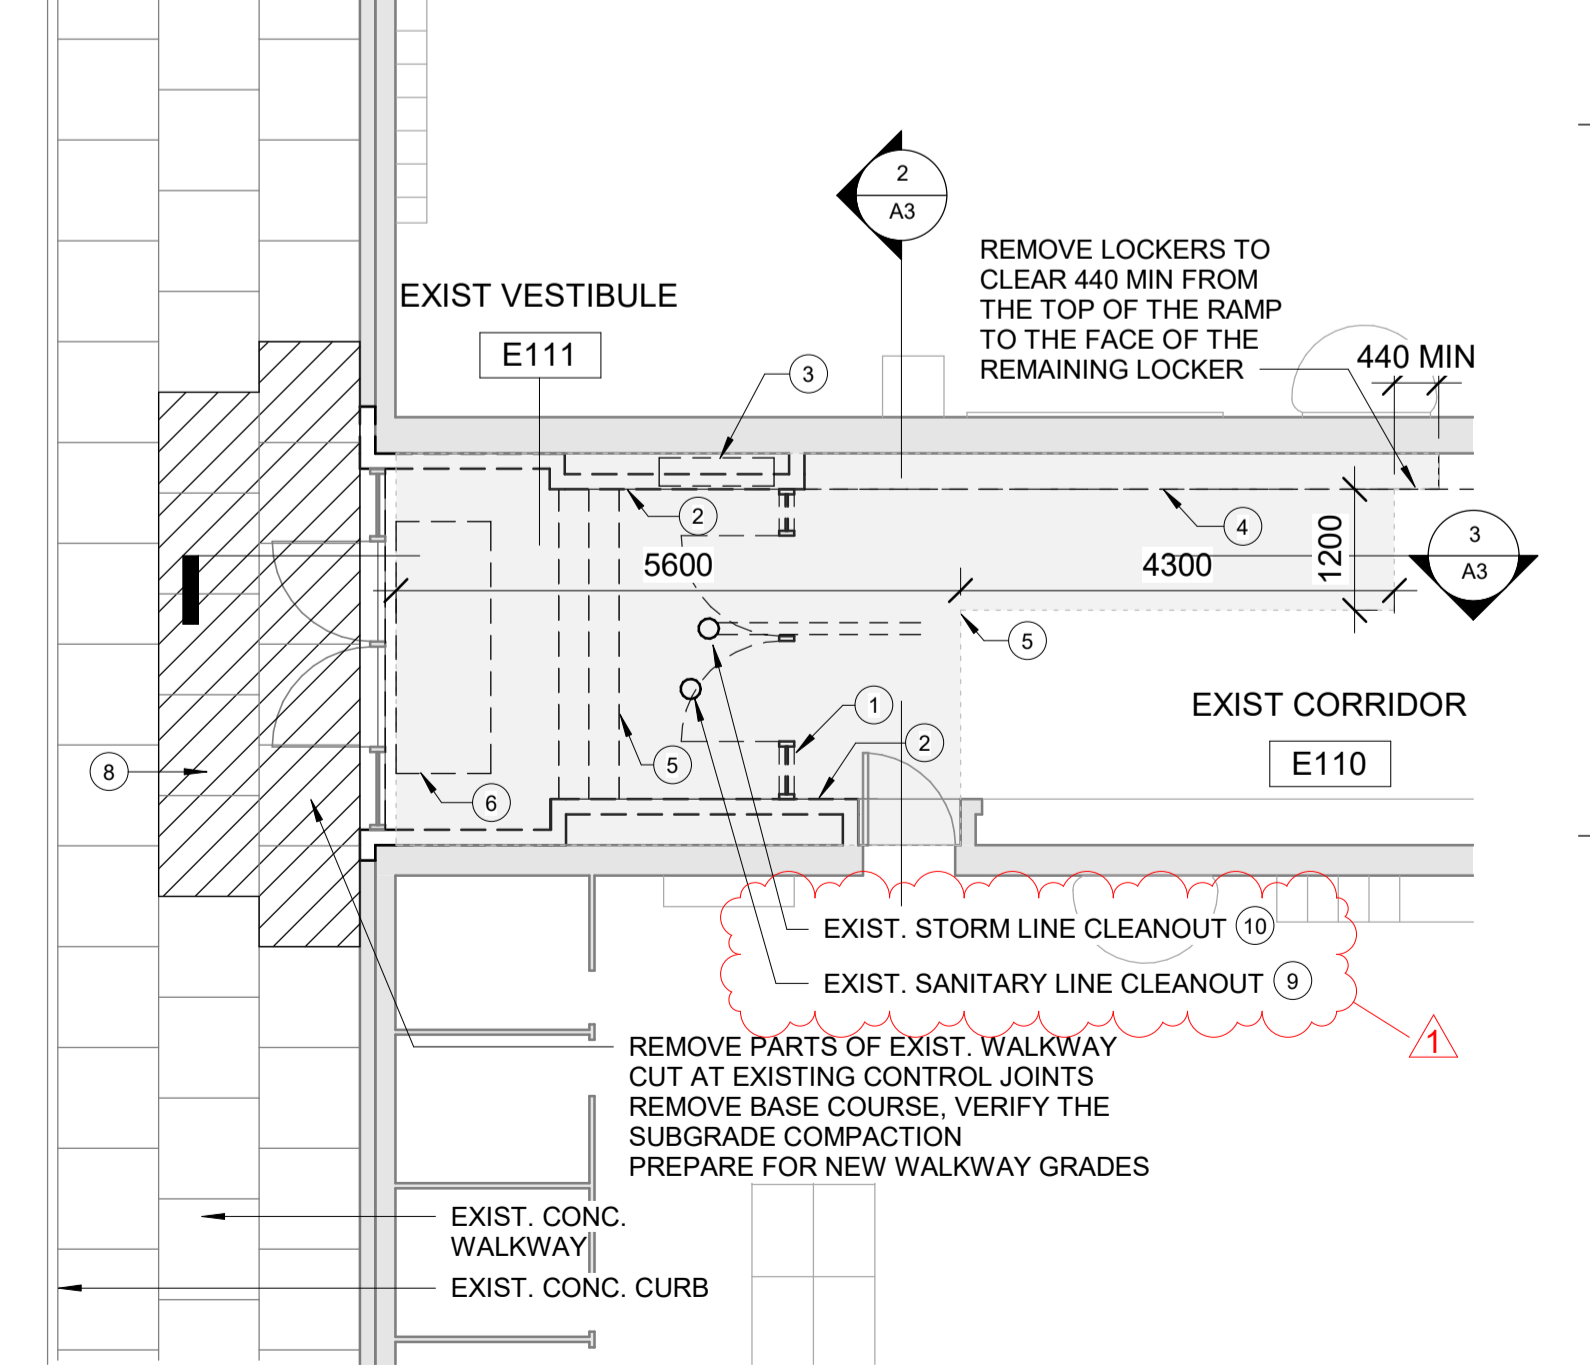 2
A3
REMOVE LOCKERS TO
CLEAR 440 MIN FROM
THE TOP OF THE RAMP
TO THE FACE OF THE
REMAINING LOCKER
440 MIN
EXIST VESTIBULE
E111
3
2
4
5600
4300
1200
3
A3
5
1
2
5
6
8
EXIST CORRIDOR
E110
EXIST. STORM LINE CLEANOUT 10
EXIST. SANITARY LINE CLEANOUT 9
1
REMOVE PARTS OF EXIST. WALKWAY
CUT AT EXISTING CONTROL JOINTS
REMOVE BASE COURSE, VERIFY THE
SUBGRADE COMPACTION
PREPARE FOR NEW WALKWAY GRADES
EXIST. CONC.
WALKWAY
EXIST. CONC. CURB